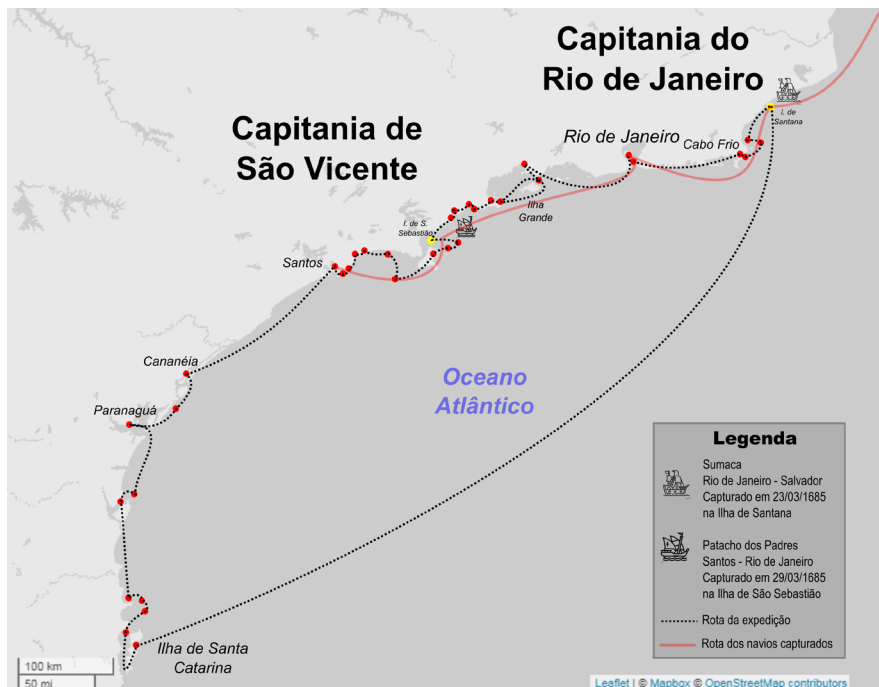 Capitania do
Rio de Janeiro
I. de
Santana
Capitania de
São Vicente
Rio de Janeiro
Cabo Frio
I. de S.
Sebastião
Ilha
Grande
Santos
Cananéia
Paranaguá
Oceano
Atlântico
Ilha de Santa
Catarina
Legenda
Sumaca
Rio de Janeiro - Salvador
Capturado em 23/03/1685
na Ilha de Santana
Patacho dos Padres
Santos - Rio de Janeiro
Capturado em 29/03/1685
na Ilha de São Sebastião
Rota da expedição
Rota dos navios capturados
100 km
50 mi
Leaflet | © Mapbox © OpenStreetMap contributors